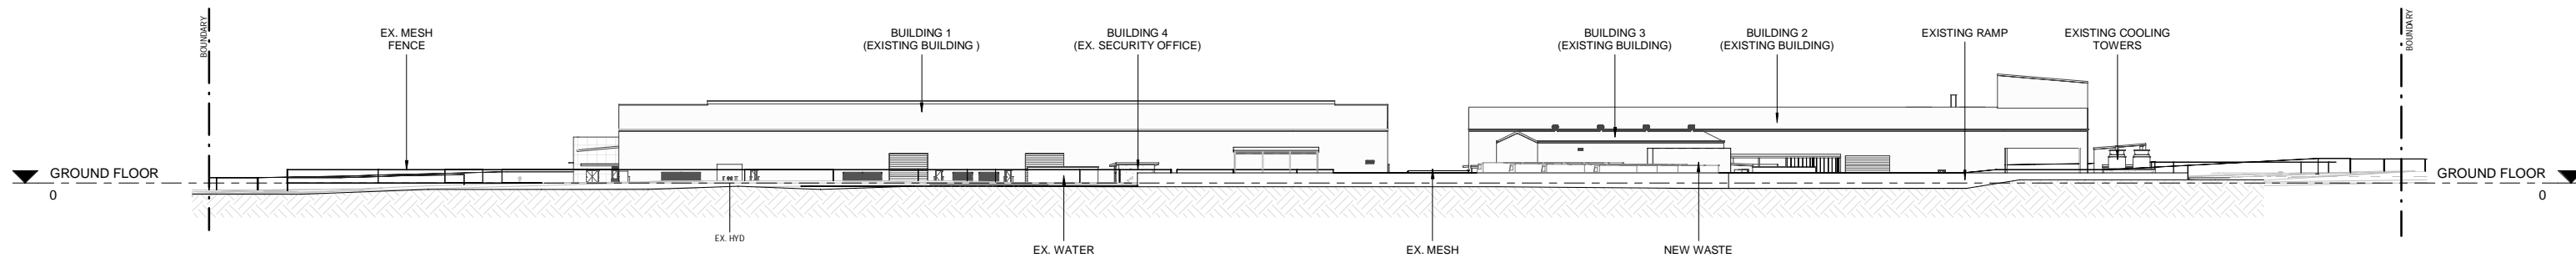 BOUNDARY
EX. MESH
FENCE
BUILDING 1
(EXISTING BUILDING )
BUILDING 4
(EX. SECURITY OFFICE)
BUILDING 3
(EXISTING BUILDING)
BUILDING 2
(EXISTING BUILDING)
EXISTING RAMP
EXISTING COOLING
TOWERS
BOUNDARY
GROUND FLOOR
0
GROUND FLOOR
0
EX. HYD
EX. WATER
EX. MESH
NEW WASTE